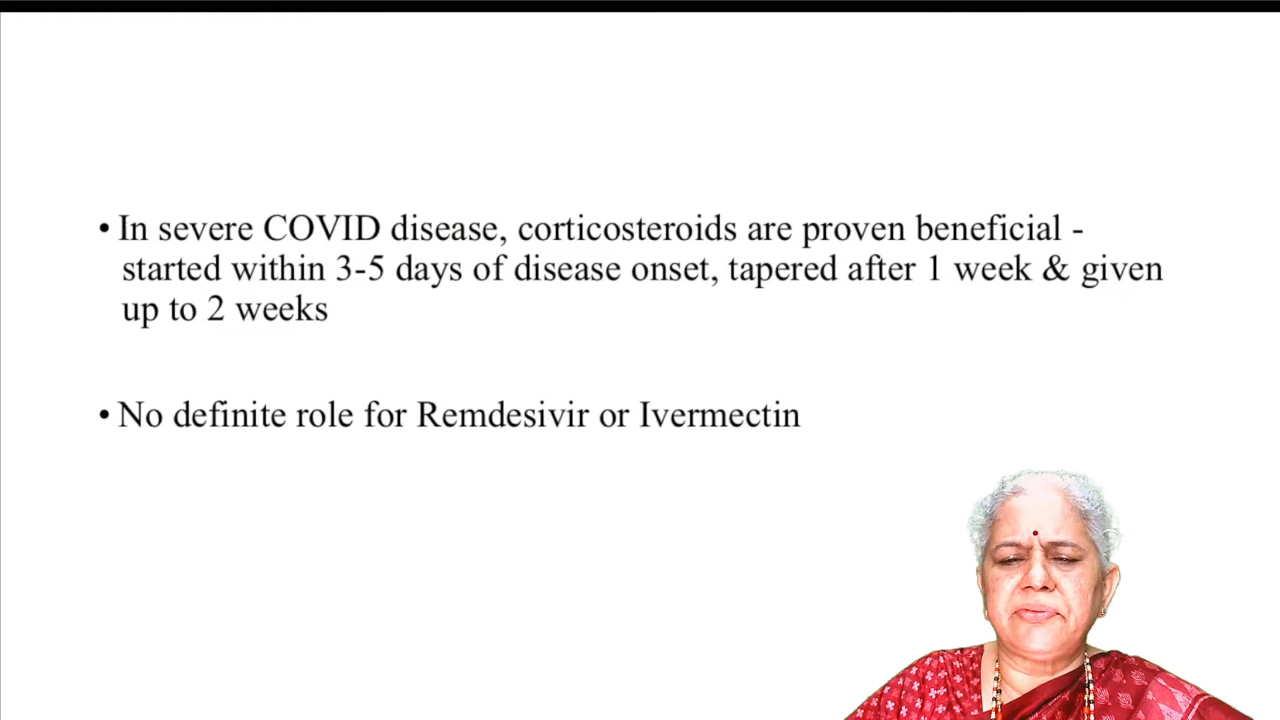 • In severe COVID disease, corticosteroids are proven beneficial -
started within 3-5 days of disease onset, tapered after 1 week & given
up to 2 weeks
• No definite role for Remdesivir or Ivermectin